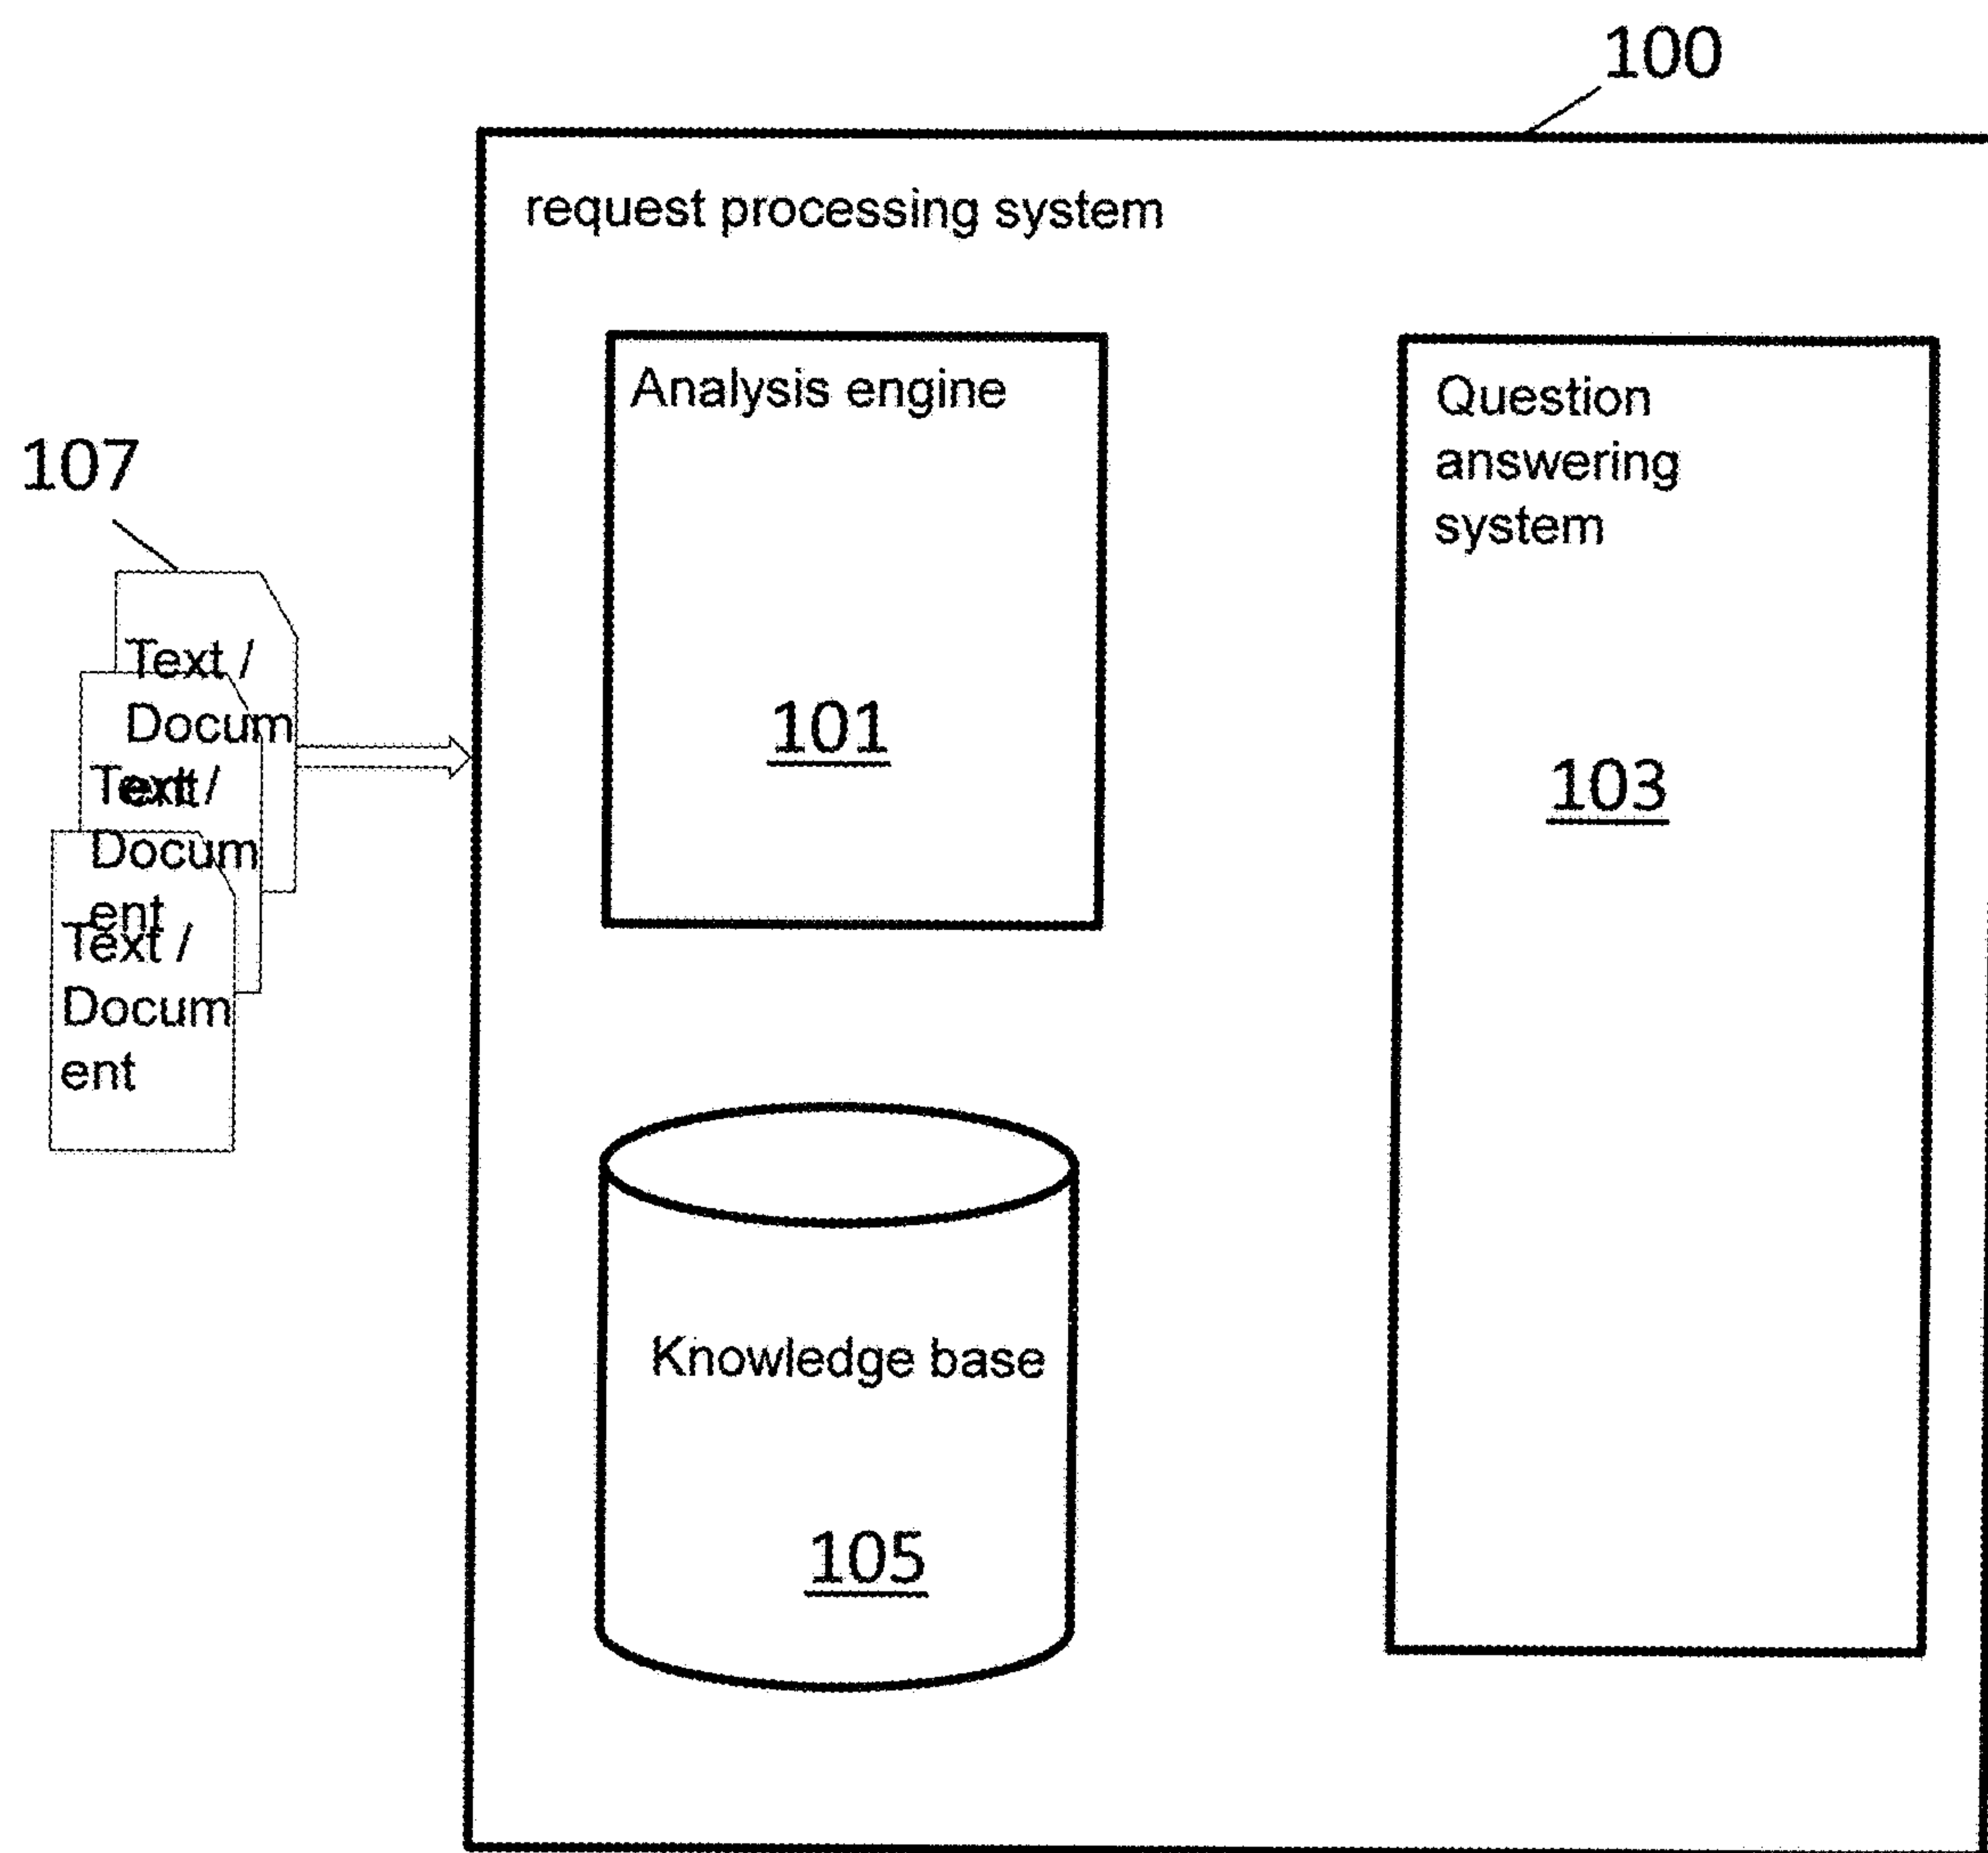 100
request processing system
Analysis engine
101
Question
answering
system
103
107
Text /
Docum
ent
Text /
Docum
ent
Text /
Docum
ent
Knowledge base
105